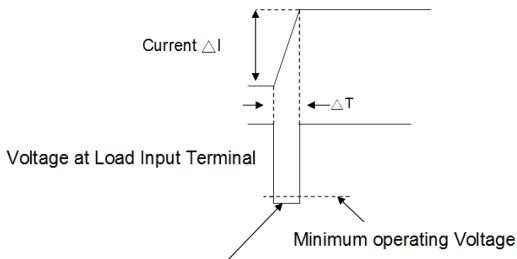 Current △I
△T
Voltage at Load Input Terminal
Minimum operating Voltage